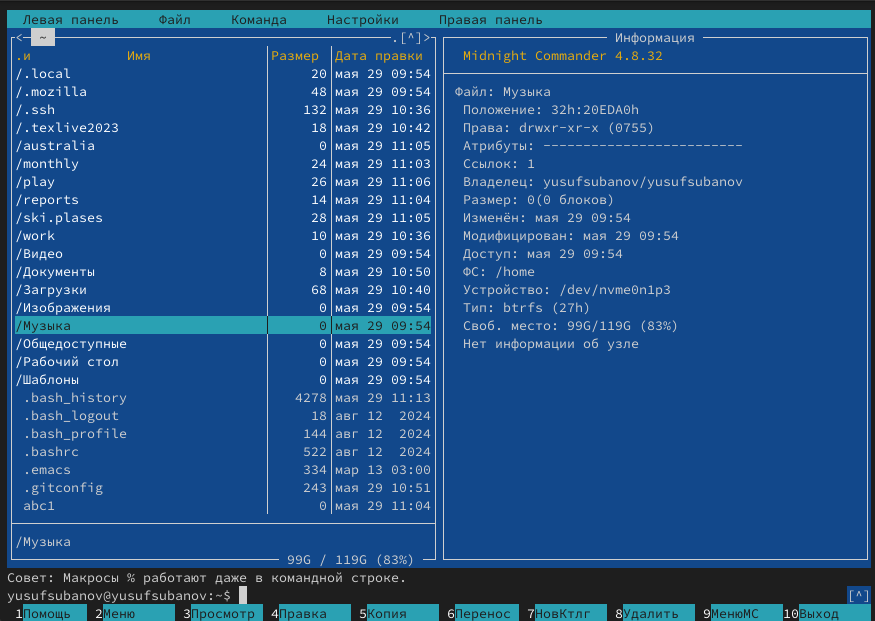 Левая панель Файл Команда Настройки Правая панель
<- ~ .[^]>
.и Имя Размер Дата правки
/.local 20 мая 29 09:54
/.mozilla 48 мая 29 09:54
/.ssh 132 мая 29 10:36
/.texlive2023 18 мая 29 10:42
/australia 0 мая 29 11:05
/monthly 24 мая 29 11:03
/play 26 мая 29 11:06
/reports 14 мая 29 11:04
/ski.plases 28 мая 29 11:05
/work 10 мая 29 10:36
/Видео 0 мая 29 09:54
/Документы 8 мая 29 10:50
/Загрузки 68 мая 29 10:40
/Изображения 0 мая 29 09:54
/Музыка 0 мая 29 09:54
/Общедоступные 0 мая 29 09:54
/Рабочий стол 0 мая 29 09:54
/Шаблоны 0 мая 29 09:54
.bash_history 4278 мая 29 11:13
.bash_logout 18 авг 12 2024
.bash_profile 144 авг 12 2024
.bashrc 522 авг 12 2024
.emacs 334 мар 13 03:00
.gitconfig 243 мая 29 10:51
abc1 0 мая 29 11:04
/Музыка
99G / 119G (83%)
Информация
Midnight Commander 4.8.32
Файл: Музыка
Положение: 32h:20EDA0h
Права: drwxr-xr-x (0755)
Атрибуты: -------------------------
Ссылок: 1
Владелец: yusufsubanov/yusufsubanov
Размер: 0(0 блоков)
Изменён: мая 29 09:54
Модифицирован: мая 29 09:54
Доступ: мая 29 09:54
ФС: /home
Устройство: /dev/nvme0n1p3
Тип: btrfs (27h)
Своб. место: 99G/119G (83%)
Нет информации об узле
Совет: Макросы % работают даже в командной строке.
yusufsubanov@yusufsubanov:~$ [^]
1Помощь 2Меню 3Просмотр 4Правка 5Копия 6Перенос 7НовКтлг 8Удалить 9МенюМС 10Выход